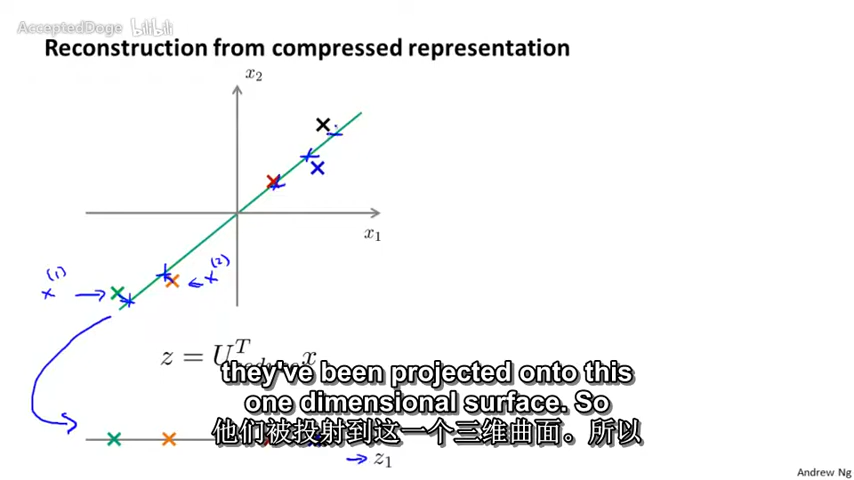 AcceptedDoge bilibili
Reconstruction from compressed representation
x₂
x₁
x⁽¹⁾
x⁽²⁾
z = Uᵀ x
they've been projected onto this
one dimensional surface. So
他们被投射到这一个三维曲面。所以
z₁
Andrew Ng